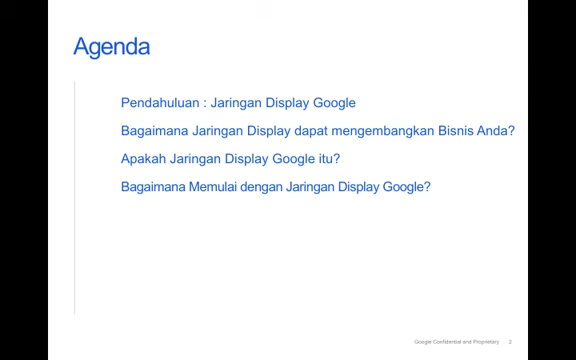 Agenda
Pendahuluan : Jaringan Display Google
Bagaimana Jaringan Display dapat mengembangkan Bisnis Anda?
Apakah Jaringan Display Google itu?
Bagaimana Memulai dengan Jaringan Display Google?
Google Confidential and Proprietary 2